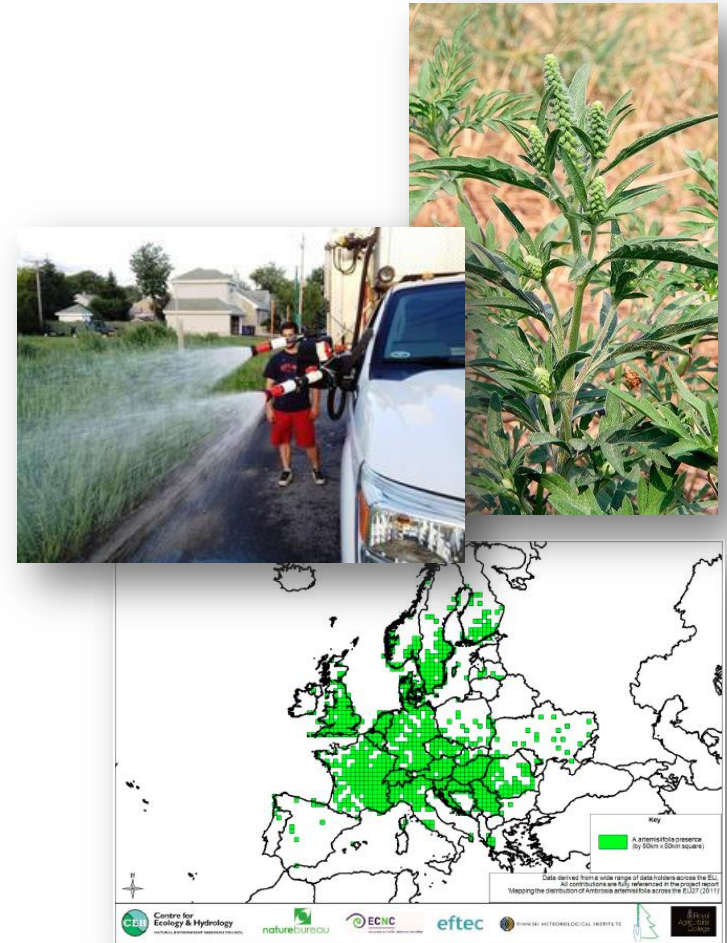 Key
A.artemisiifolia presence
(by 50km x 50km square)
Data derived from a wide range of data holders across the EU.
All contributions are fully referenced in the project report
'Mapping the distribution of Ambrosia artemisiifolia across the EU27 (2011)'
N
CEH
Centre for
Ecology & Hydrology
NATURAL ENVIRONMENT RESEARCH COUNCIL
naturebureau
ECNC
eftec
FINNISH METEOROLOGICAL INSTITUTE
Royal
Agricultural
College